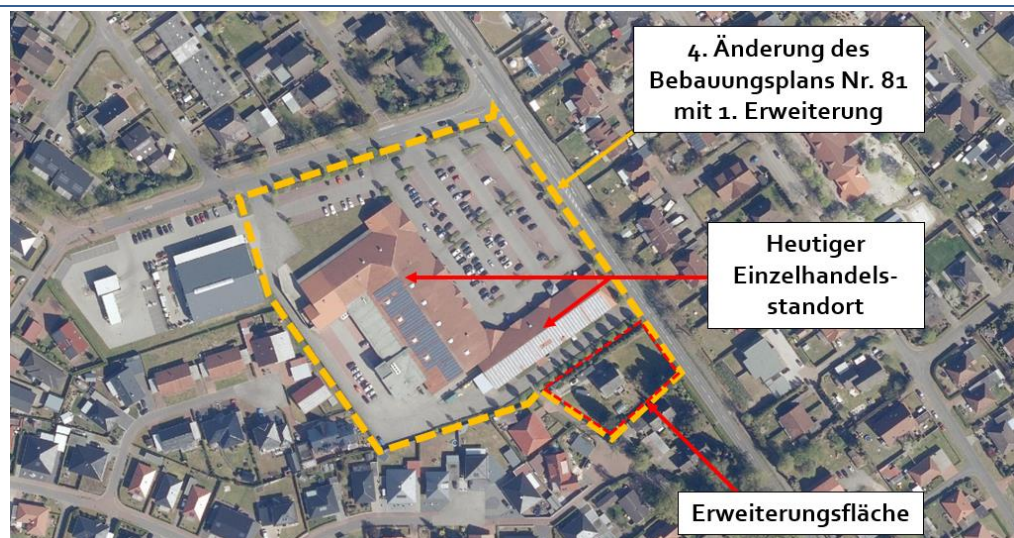 4. Änderung des
Bebauungsplans Nr. 81
mit 1. Erweiterung
Heutiger
Einzelhandels-
standort
Erweiterungsfläche